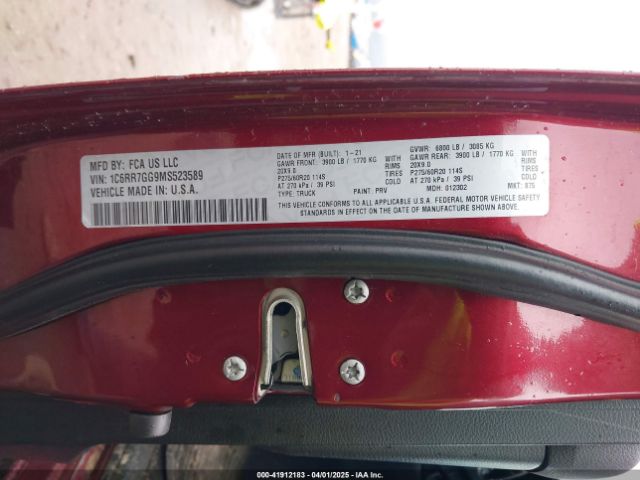 MFD BY: FCA US LLC
VIN: 1C6RR7GG9MS523589
VEHICLE MADE IN U.S.A.
DATE OF MFR (BUILT): 1-21 GVWR: 6800 LB / 3085 KG
GAWR FRONT: 3900 LB / 1770 KG WITH GAWR REAR: 3900 LB / 1770 KG WITH
20X9.0 RIMS 20X9.0 RIMS
P275/60R20 114S TIRES P275/60R20 114S TIRES
AT 270 kPa / 39 PSI AT 270 kPa / 39 PSI
TYPE: TRUCK PAINT: PRV MDH: 012302 MKT: 875
THIS VEHICLE CONFORMS TO ALL APPLICABLE U.S.A. FEDERAL MOTOR VEHICLE SAFETY
STANDARDS IN EFFECT ON THE DATE OF MANUFACTURE SHOWN ABOVE.
000-41912183 - 04/01/2025 - IAAI.COM